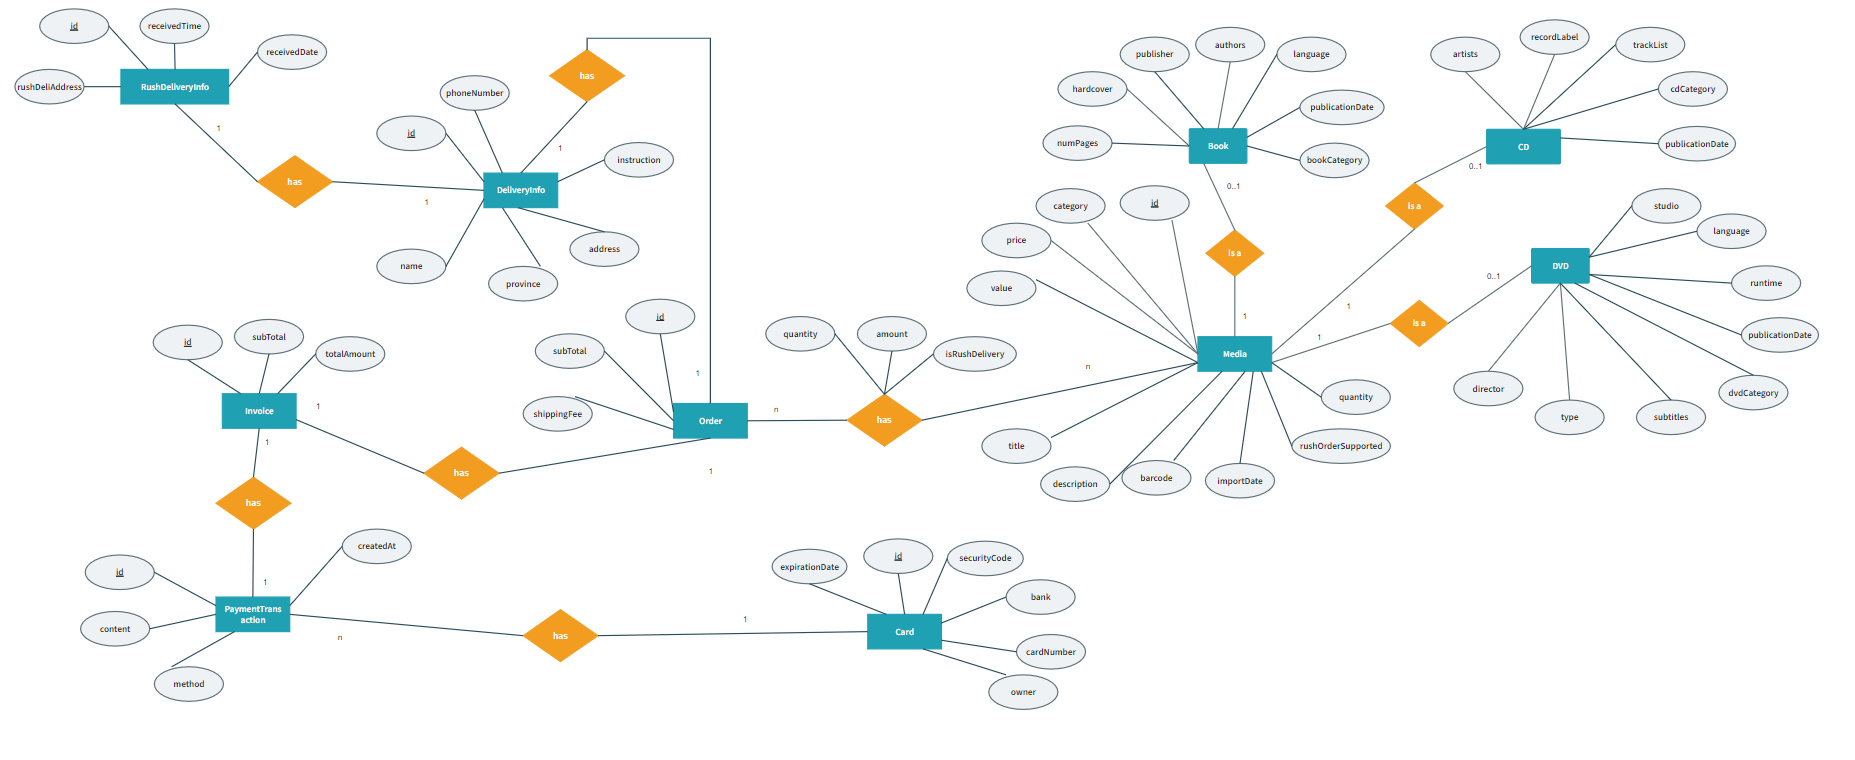 id
receivedTime
receivedDate
rushDeliAddress
RushDeliveryInfo
1
has
1
phoneNumber
id
has
1
instruction
DeliveryInfo
name
province
address
publisher
authors
language
hardcover
publicationDate
numPages
Book
bookCategory
0..1
artists
recordLabel
trackList
cdCategory
CD
publicationDate
0..1
is a
category
id
price
value
is a
1
1
Media
1
is a
0..1
studio
language
DVD
runtime
publicationDate
dvdCategory
director
type
subtitles
id
subTotal
totalAmount
Invoice
1
1
has
id
subTotal
shippingFee
1
Order
1
n
quantity
amount
isRushDelivery
has
n
quantity
title
rushOrderSupported
description
barcode
importDate
has
1
createdAt
id
PaymentTrans
action
content
method
n
has
1
expirationDate
id
securityCode
bank
Card
cardNumber
owner